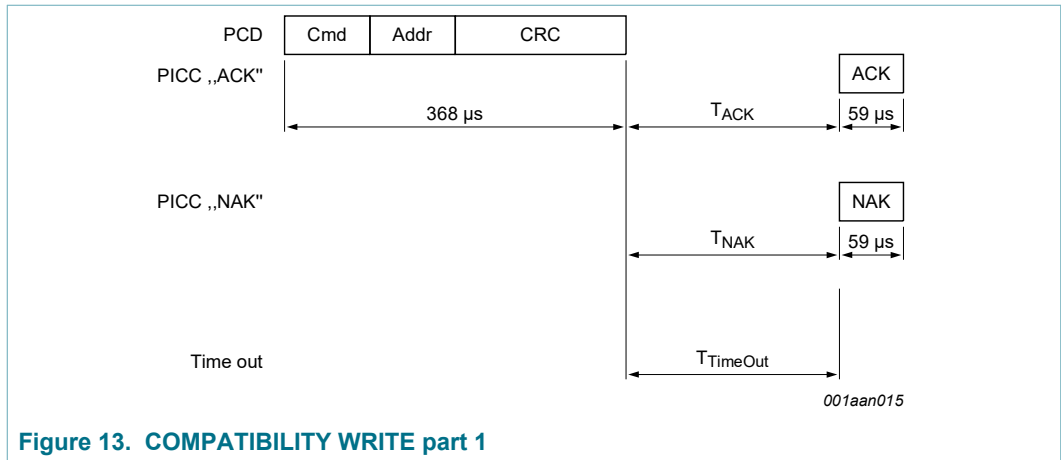 PCD Cmd Addr CRC
PICC ,,ACK" ACK
368 µs TACK 59 µs
PICC ,,NAK" NAK
TNAK 59 µs
Time out TTimeOut
001aan015
Figure 13. COMPATIBILITY WRITE part 1